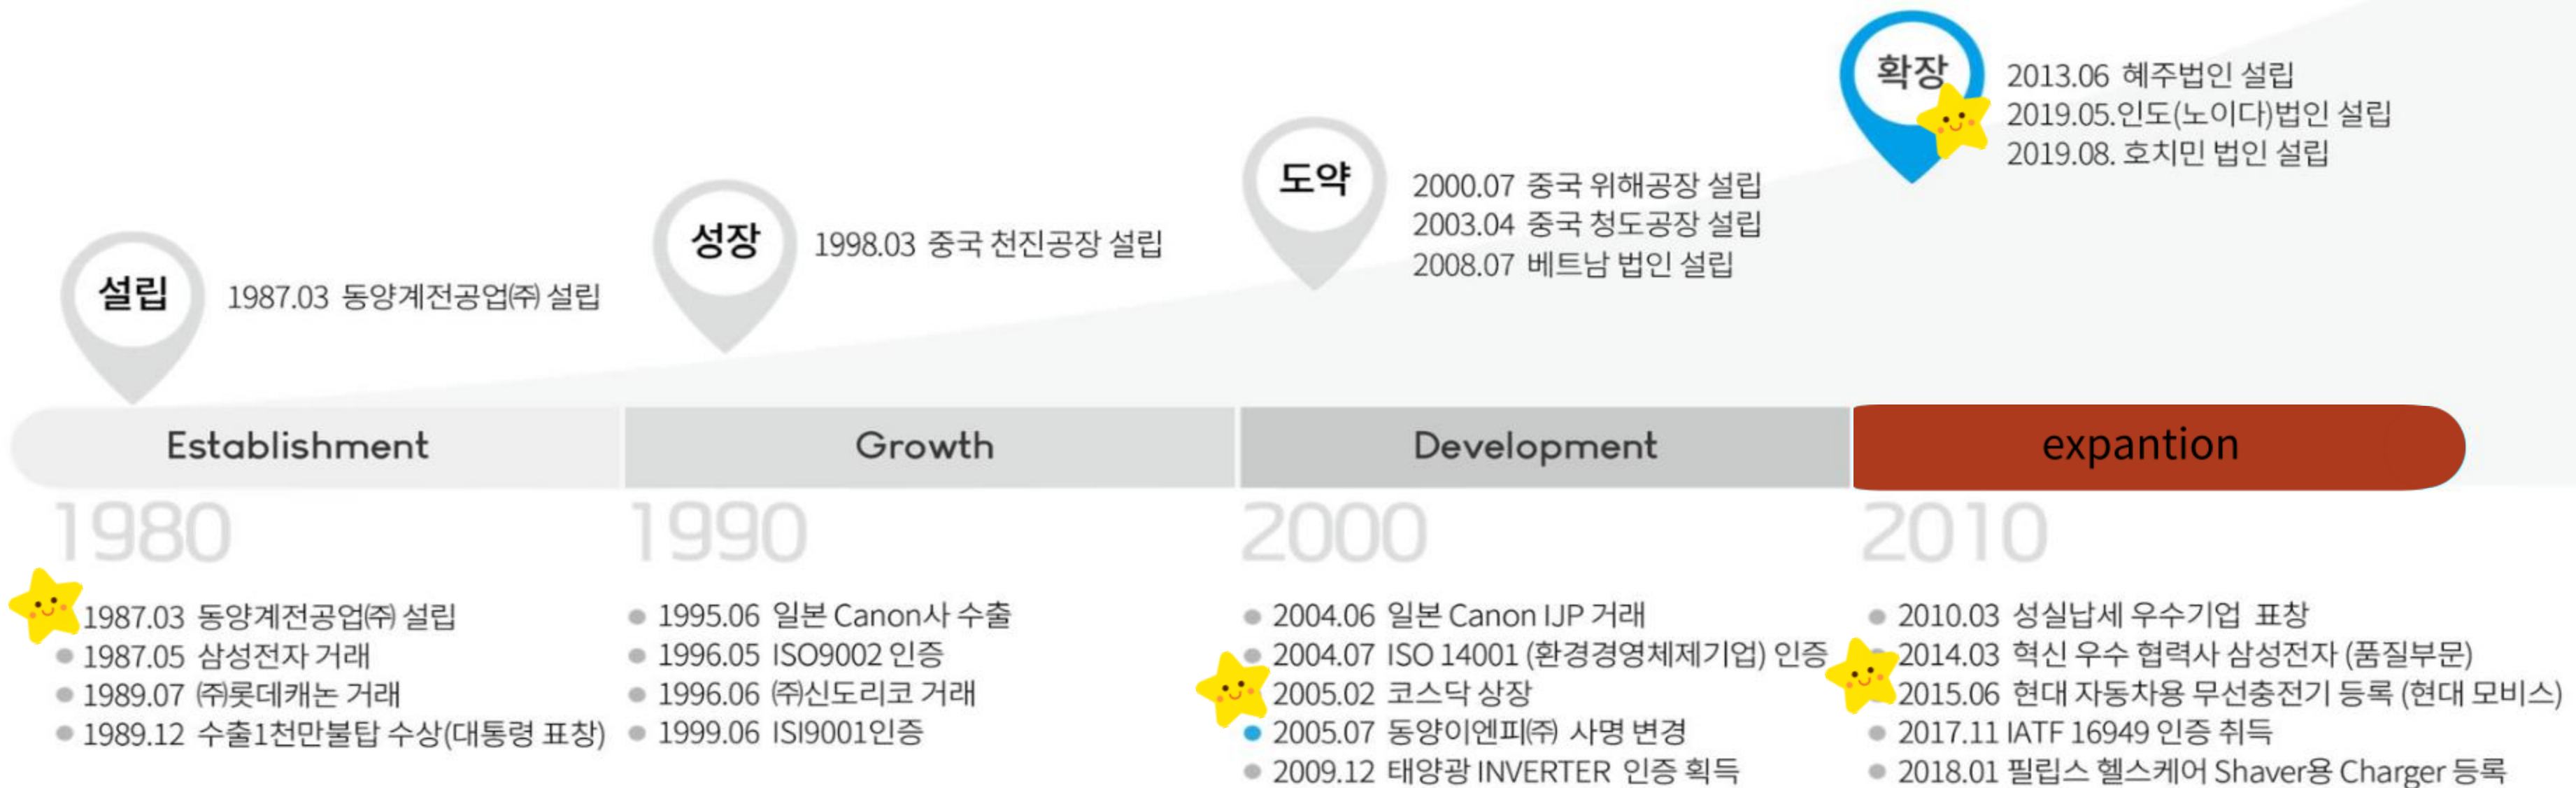 확장
2013.06 혜주법인 설립
2019.05.인도(노이다)법인 설립
2019.08. 호치민 법인 설립
도약
2000.07 중국 위해공장 설립
2003.04 중국 청도공장 설립
2008.07 베트남 법인 설립
성장
1998.03 중국 천진공장 설립
설립
1987.03 동양계전공업㈜ 설립
Establishment
Growth
Development
expantion
1980
1987.03 동양계전공업㈜ 설립
1987.05 삼성전자 거래
1989.07 ㈜롯데캐논 거래
1989.12 수출1천만불탑 수상(대통령 표창)
1990
1995.06 일본 Canon사 수출
1996.05 ISO9002 인증
1996.06 ㈜신도리코 거래
1999.06 ISI9001인증
2000
2004.06 일본 Canon IJP 거래
2004.07 ISO 14001 (환경경영체제기업) 인증
2005.02 코스닥 상장
2005.07 동양이엔피㈜ 사명 변경
2009.12 태양광 INVERTER 인증 획득
2010
2010.03 성실납세 우수기업 표창
2014.03 혁신 우수 협력사 삼성전자 (품질부문)
2015.06 현대 자동차용 무선충전기 등록 (현대 모비스)
2017.11 IATF 16949 인증 취득
2018.01 필립스 헬스케어 Shaver용 Charger 등록